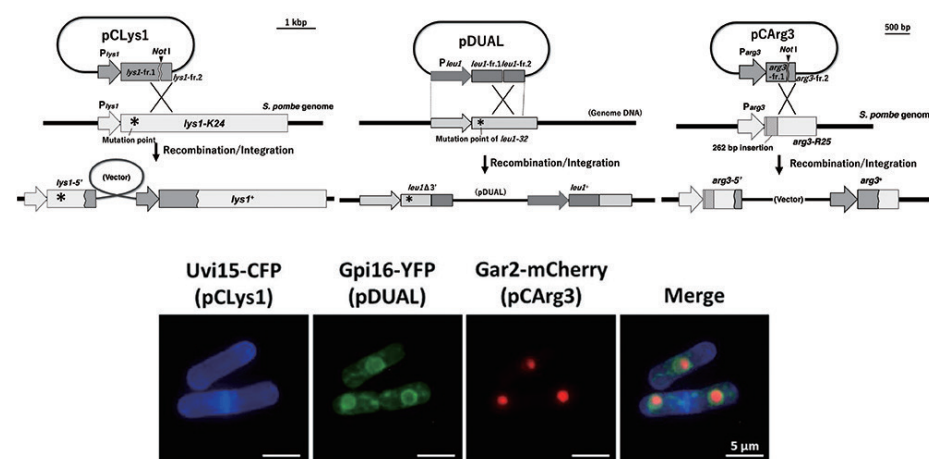 pCLys1
1 kbp
Plys1
Not I
lys1-fr.1
lys1-fr.2
Plys1
S. pombe genome
*
lys1-K24
Mutation point
Recombination/Integration
lys1-5'
(Vector)
*
lys1+
pDUAL
Pleu1
leu1-fr.1
leu1-fr.2
(Genome DNA)
*
Mutation point of leu1-32
Recombination/Integration
leu1Δ3'
(pDUAL)
leu1+
*
pCArg3
500 bp
Parg3
Not I
arg3
-fr.1
arg3-fr.2
Parg3
S. pombe genome
262 bp insertion
arg3-R25
Recombination/Integration
arg3-5'
(Vector)
arg3+
Uvi15-CFP
(pCLys1)
Gpi16-YFP
(pDUAL)
Gar2-mCherry
(pCArg3)
Merge
5 μm